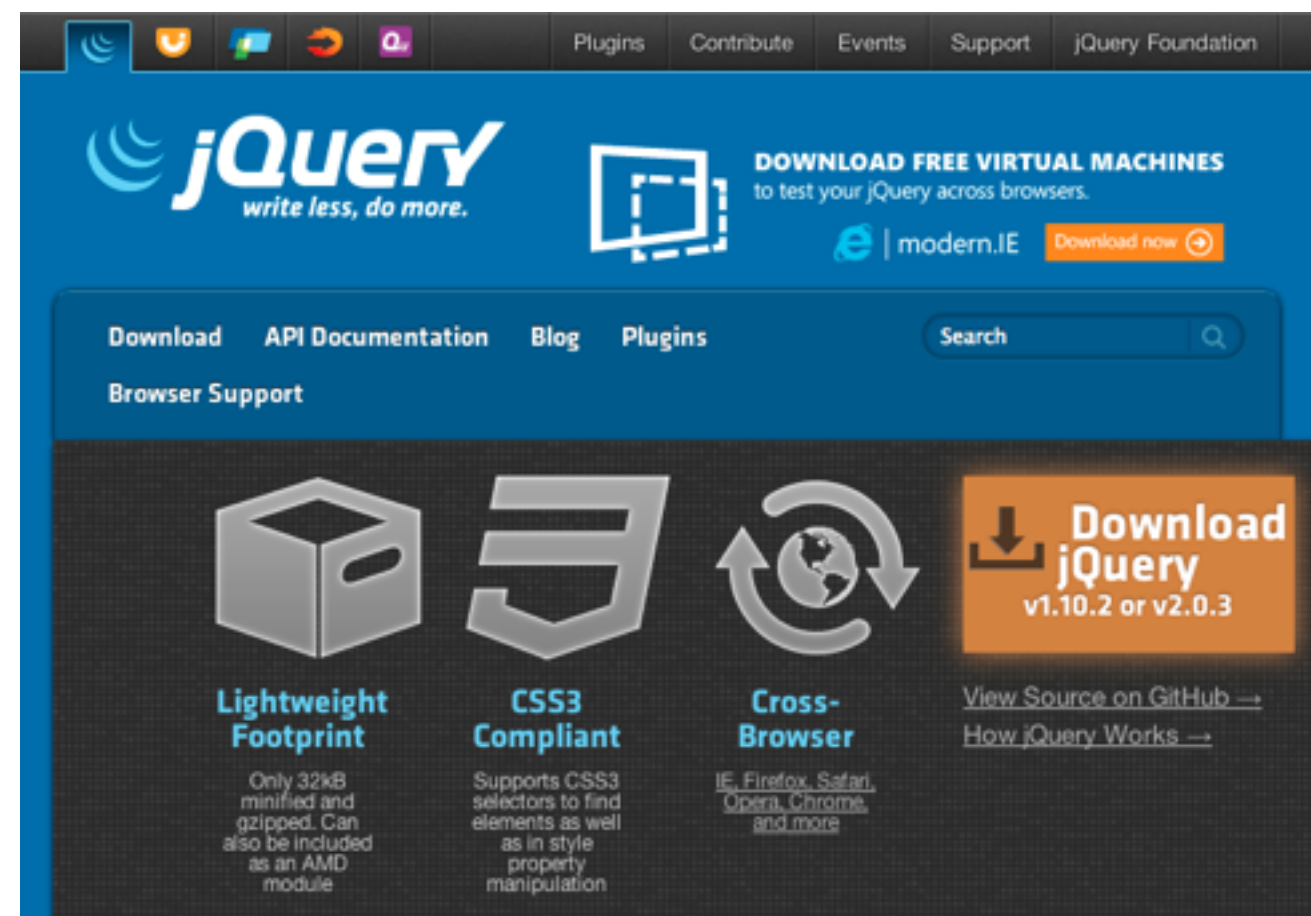 Plugins Contribute Events Support jQuery Foundation
jQuery
write less, do more.
DOWNLOAD FREE VIRTUAL MACHINES
to test your jQuery across browsers.
modern.IE Download now
Download API Documentation Blog Plugins Search
Browser Support
Lightweight
Footprint
Only 32kB
minified and
gzipped. Can
also be included
as an AMD
module
CSS3
Compliant
Supports CSS3
selectors to find
elements as well
as in style
property
manipulation
Cross-
Browser
IE, Firefox, Safari,
Opera, Chrome,
and more
Download
jQuery
v1.10.2 or v2.0.3
View Source on GitHub →
How jQuery Works →